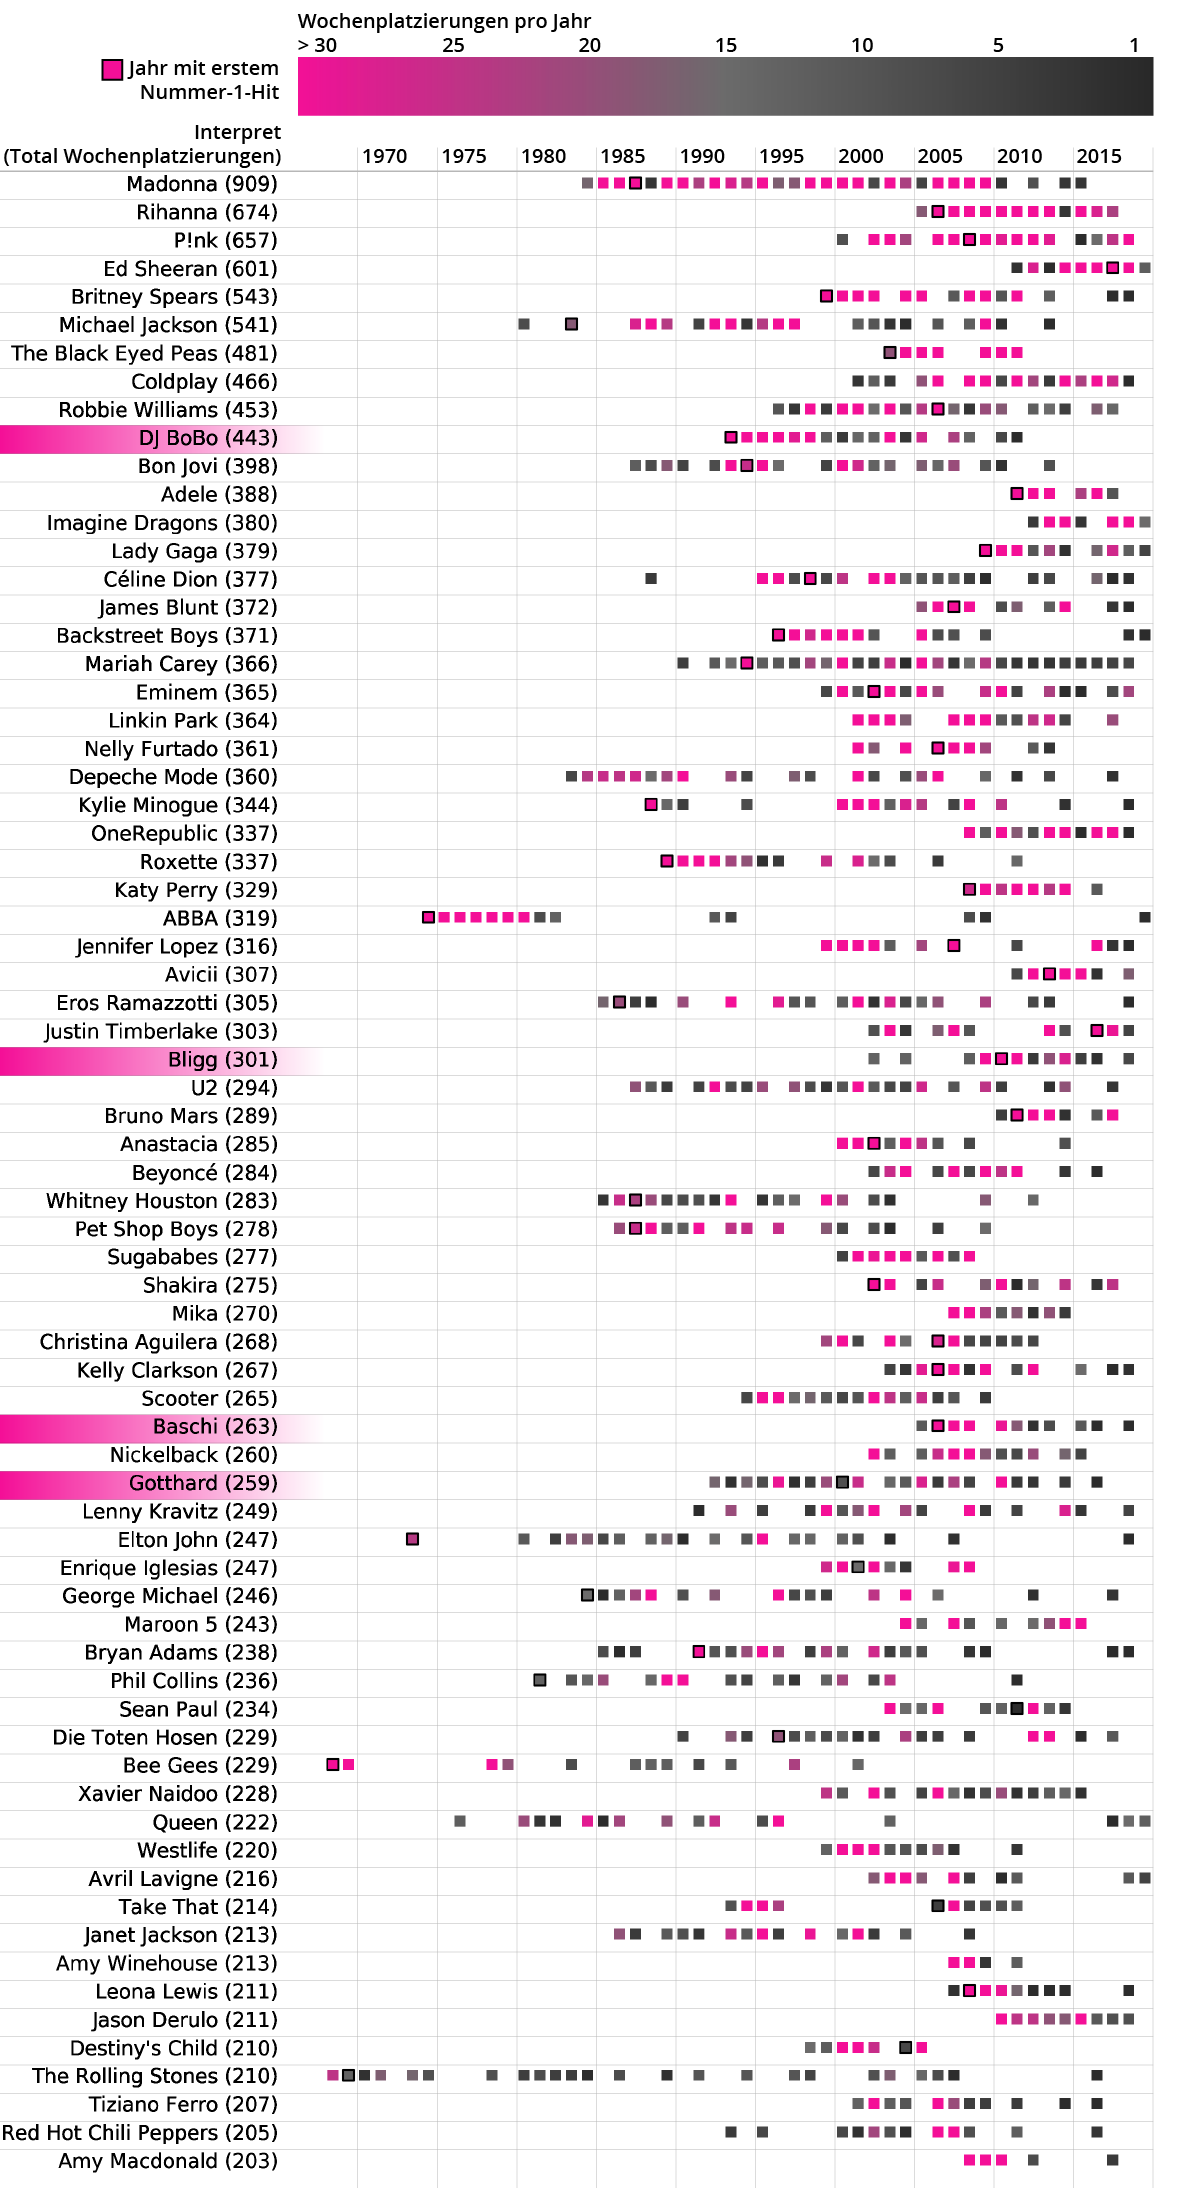 Wochenplatzierungen pro Jahr
> 30 25 20 15 10 5 1
Jahr mit erstem
Nummer-1-Hit
Interpret
(Total Wochenplatzierungen) 1970 1975 1980 1985 1990 1995 2000 2005 2010 2015
Madonna (909)
Rihanna (674)
P!nk (657)
Ed Sheeran (601)
Britney Spears (543)
Michael Jackson (541)
The Black Eyed Peas (481)
Coldplay (466)
Robbie Williams (453)
DJ BoBo (443)
Bon Jovi (398)
Adele (388)
Imagine Dragons (380)
Lady Gaga (379)
Céline Dion (377)
James Blunt (372)
Backstreet Boys (371)
Mariah Carey (366)
Eminem (365)
Linkin Park (364)
Nelly Furtado (361)
Depeche Mode (360)
Kylie Minogue (344)
OneRepublic (337)
Roxette (337)
Katy Perry (329)
ABBA (319)
Jennifer Lopez (316)
Avicii (307)
Eros Ramazzotti (305)
Justin Timberlake (303)
Bligg (301)
U2 (294)
Bruno Mars (289)
Anastacia (285)
Beyoncé (284)
Whitney Houston (283)
Pet Shop Boys (278)
Sugababes (277)
Shakira (275)
Mika (270)
Christina Aguilera (268)
Kelly Clarkson (267)
Scooter (265)
Baschi (263)
Nickelback (260)
Gotthard (259)
Lenny Kravitz (249)
Elton John (247)
Enrique Iglesias (247)
George Michael (246)
Maroon 5 (243)
Bryan Adams (238)
Phil Collins (236)
Sean Paul (234)
Die Toten Hosen (229)
Bee Gees (229)
Xavier Naidoo (228)
Queen (222)
Westlife (220)
Avril Lavigne (216)
Take That (214)
Janet Jackson (213)
Amy Winehouse (213)
Leona Lewis (211)
Jason Derulo (211)
Destiny's Child (210)
The Rolling Stones (210)
Tiziano Ferro (207)
Red Hot Chili Peppers (205)
Amy Macdonald (203)